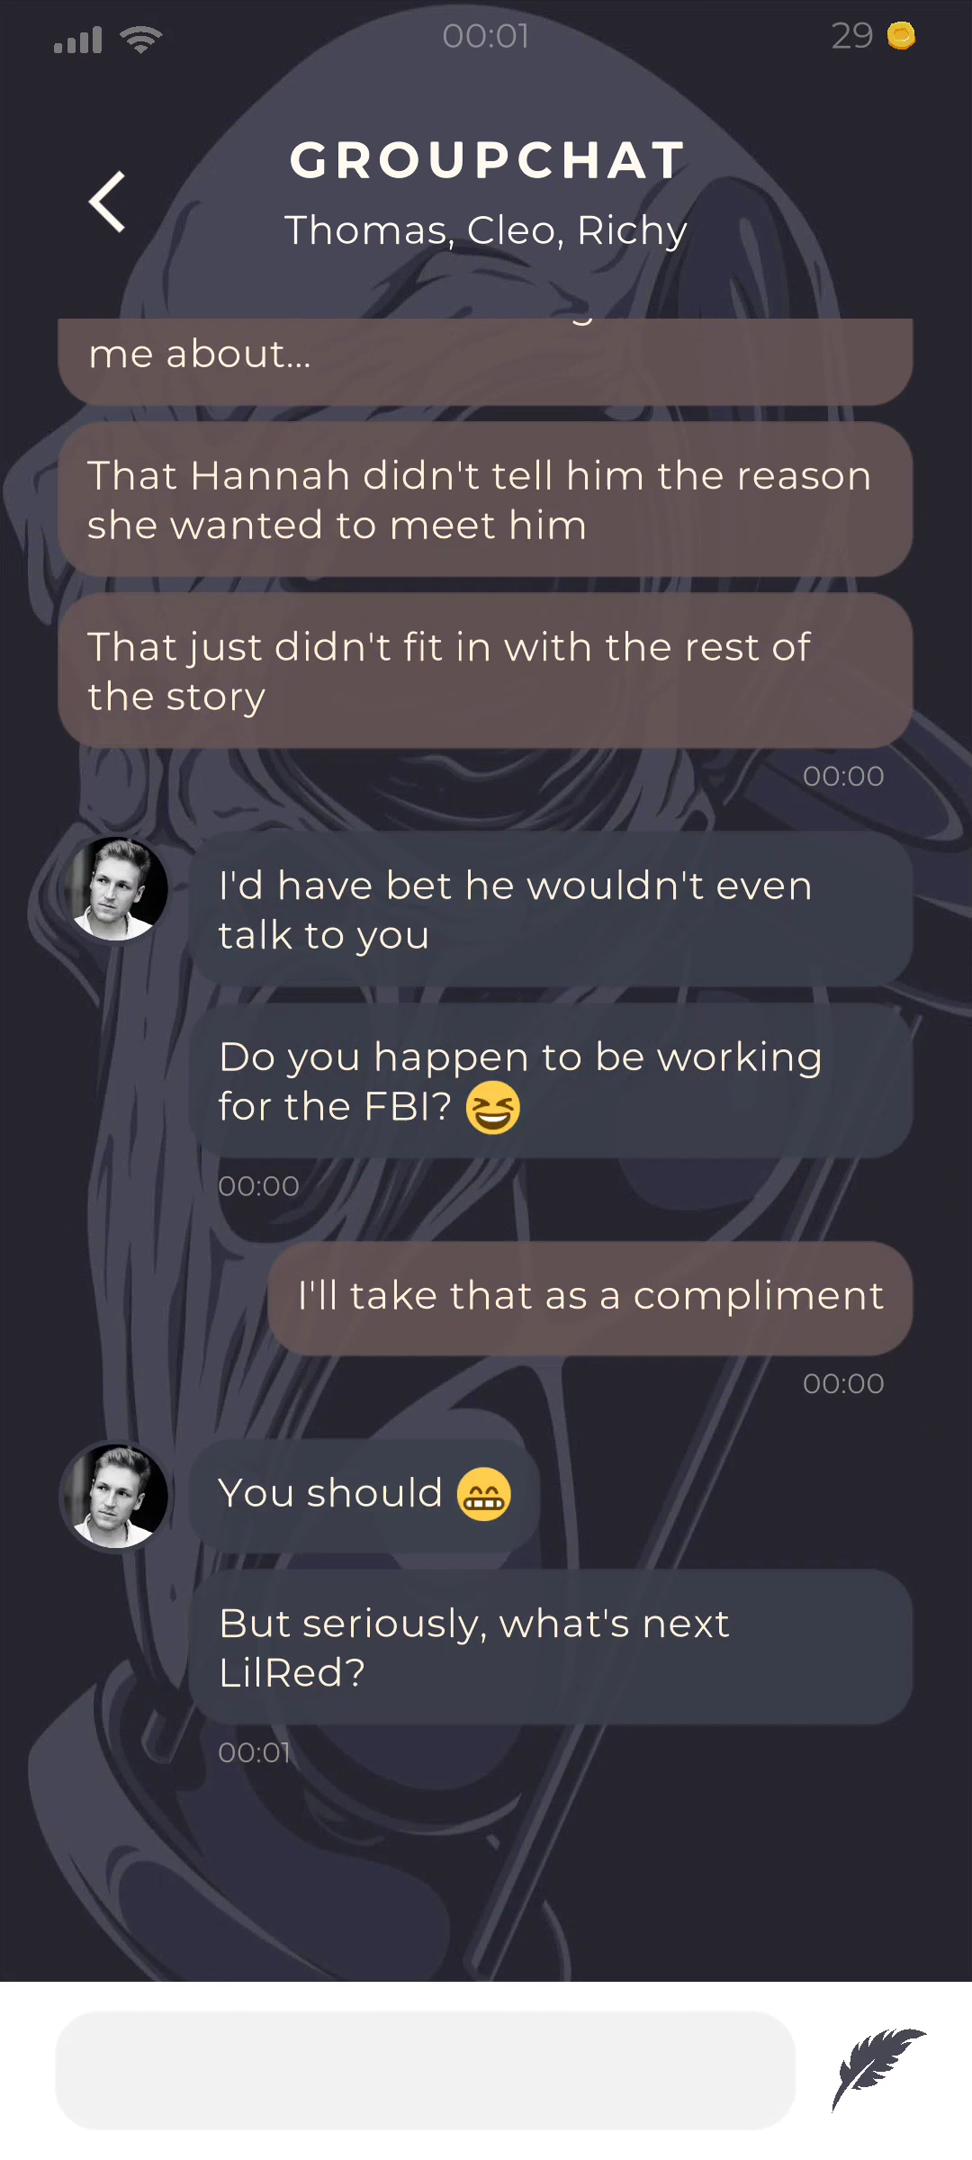 00:01
29
GROUPCHAT
Thomas, Cleo, Richy
me about...
That Hannah didn't tell him the reason
she wanted to meet him
That just didn't fit in with the rest of
the story
00:00
I'd have bet he wouldn't even
talk to you
Do you happen to be working
for the FBI? 😆
00:00
I'll take that as a compliment
00:00
You should 😁
But seriously, what's next
LilRed?
00:01